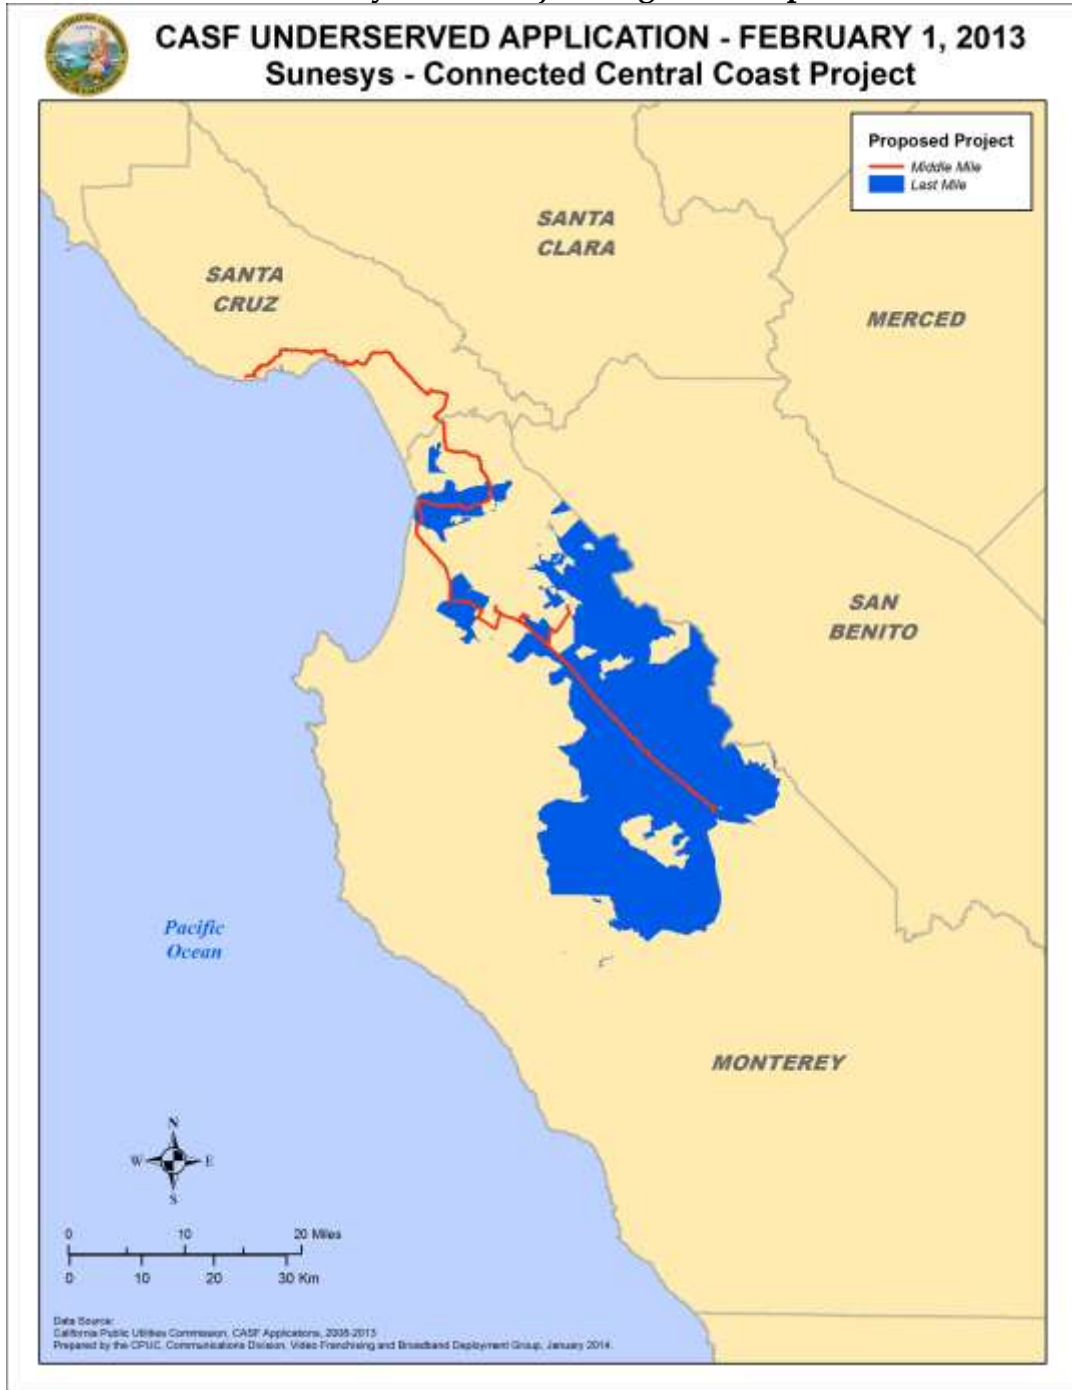 CASF UNDERSERVED APPLICATION - FEBRUARY 1, 2013
Sunesys - Connected Central Coast Project
Proposed Project
Middle Mile
Last Mile
SANTA
CLARA
SANTA
CRUZ
MERCED
SAN
BENITO
Pacific
Ocean
MONTEREY
N
W
E
S
0 10 20 Miles
0 10 20 30 Km
Data Source:
California Public Utilities Commission, CASF Applications, 2008-2013
Prepared by the CPUC, Communications Division, Video Franchising and Broadband Deployment Group, January 2014.